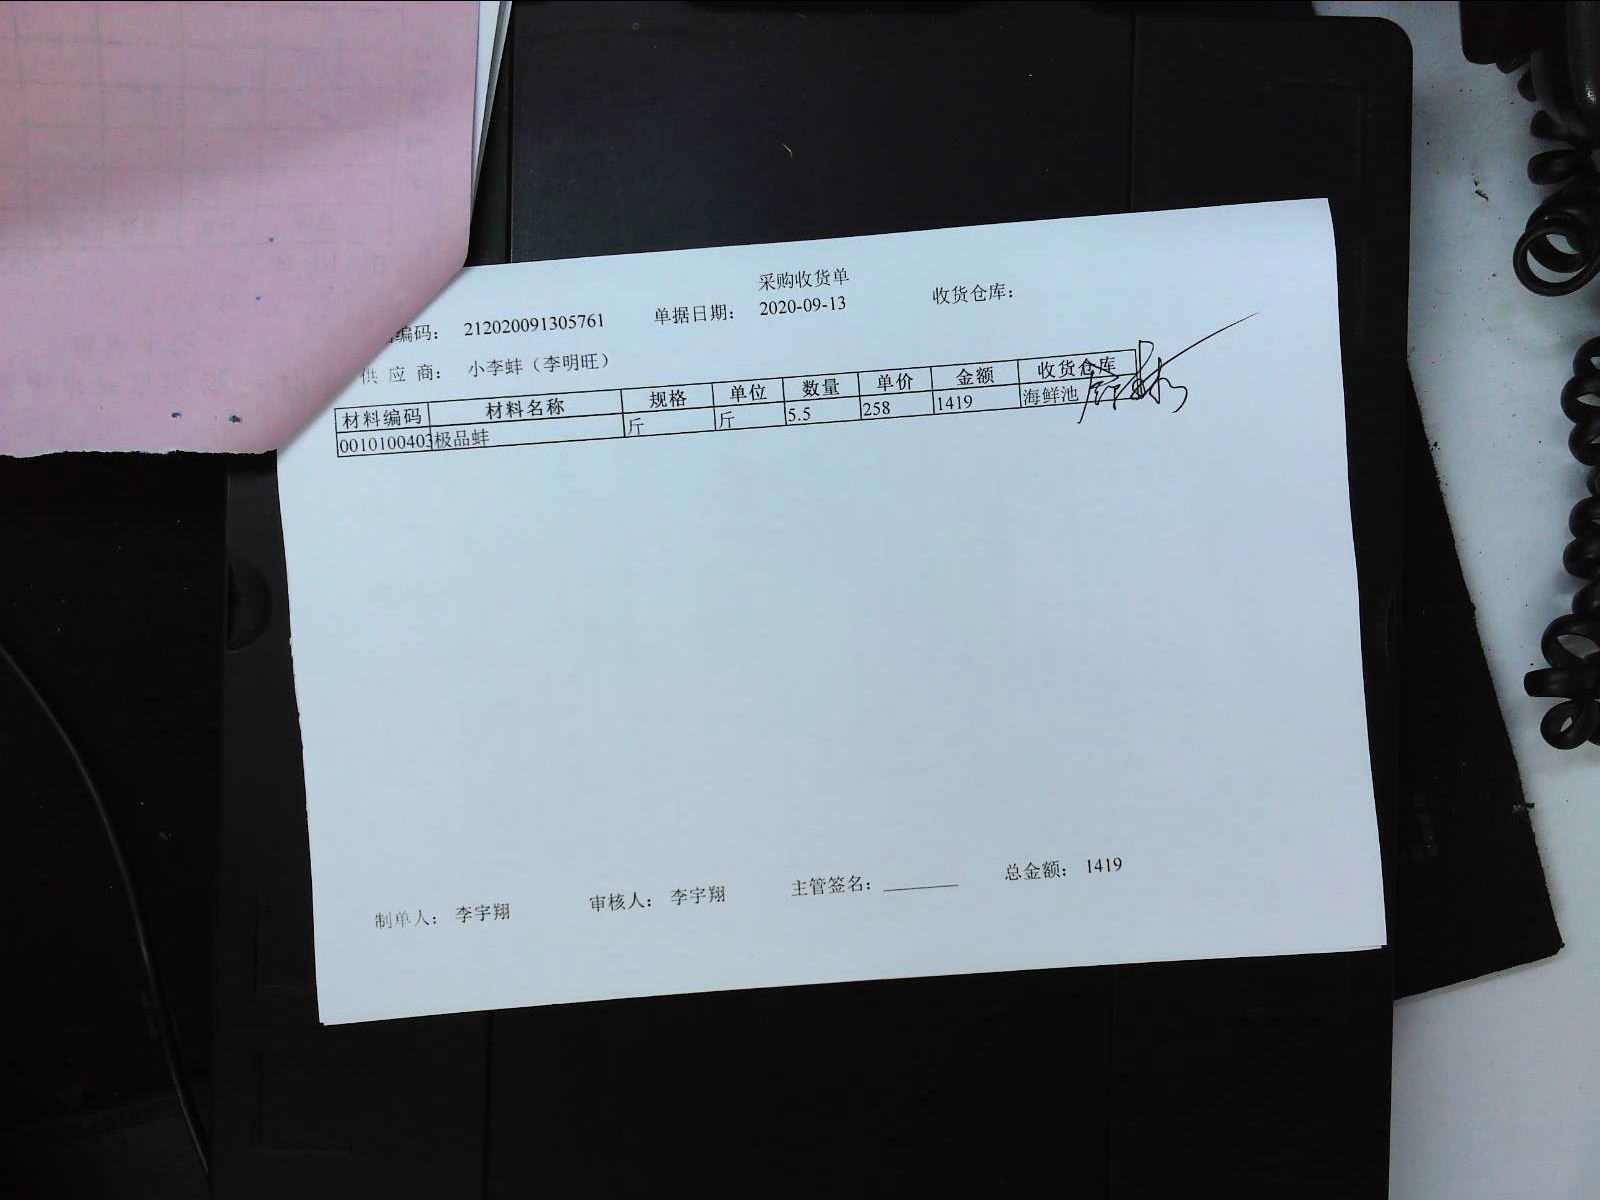 采购收货单
编码： 212020091305761 单据日期： 2020-09-13 收货仓库：
供 应 商： 小李蚌（李明旺）
材料编码 材料名称 规格 单位 数量 单价 金额 收货仓库
0010100403 极品蚌 斤 斤 5.5 258 1419 海鲜池
制单人： 李宇翔 审核人： 李宇翔 主管签名： 总金额： 1419